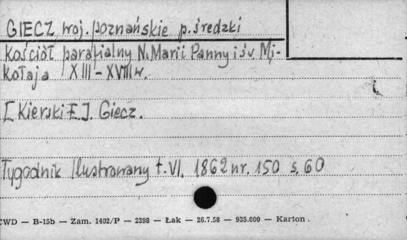 GIECZ woj. poznańskie p. średzki
kościół parafialny N. Marii Panny i św. Mi-
kołaja XIII-XVIII w.
[Kierski E]. Giecz.
Tygodnik Ilustrowany t. VI. 1862 nr. 150 s. 60
CWD — B-15b — Zam. 1402/P — 2398 — Łak — 26.7.58 — 935.000 — Karton.